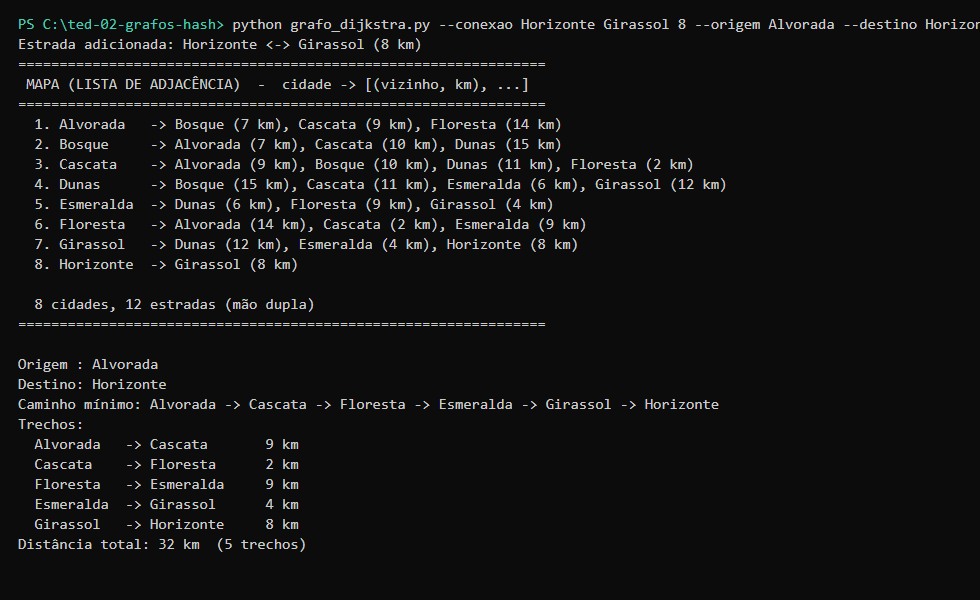 PS C:\ted-02-grafos-hash> python grafo_dijkstra.py --conexao Horizonte Girassol 8 --origem Alvorada --destino Horizon
Estrada adicionada: Horizonte <-> Girassol (8 km)
================================================================
MAPA (LISTA DE ADJACÊNCIA)  -  cidade -> [(vizinho, km), ...]
================================================================
1. Alvorada   -> Bosque (7 km), Cascata (9 km), Floresta (14 km)
2. Bosque     -> Alvorada (7 km), Cascata (10 km), Dunas (15 km)
3. Cascata    -> Alvorada (9 km), Bosque (10 km), Dunas (11 km), Floresta (2 km)
4. Dunas      -> Bosque (15 km), Cascata (11 km), Esmeralda (6 km), Girassol (12 km)
5. Esmeralda  -> Dunas (6 km), Floresta (9 km), Girassol (4 km)
6. Floresta   -> Alvorada (14 km), Cascata (2 km), Esmeralda (9 km)
7. Girassol   -> Dunas (12 km), Esmeralda (4 km), Horizonte (8 km)
8. Horizonte  -> Girassol (8 km)
8 cidades, 12 estradas (mão dupla)
================================================================
Origem : Alvorada
Destino: Horizonte
Caminho mínimo: Alvorada -> Cascata -> Floresta -> Esmeralda -> Girassol -> Horizonte
Trechos:
Alvorada   -> Cascata       9 km
Cascata    -> Floresta      2 km
Floresta   -> Esmeralda     9 km
Esmeralda  -> Girassol      4 km
Girassol   -> Horizonte     8 km
Distância total: 32 km  (5 trechos)